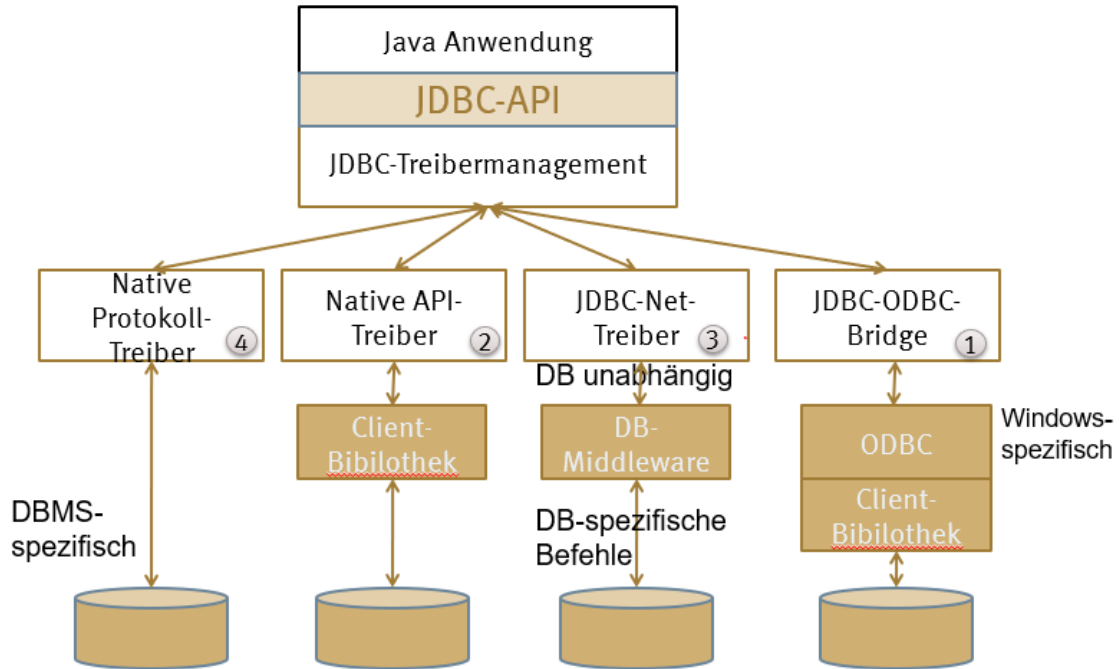 Java Anwendung
JDBC-API
JDBC-Treibermanagement
Native
Protokoll-
Treiber
4
Native API-
Treiber
2
JDBC-Net-
Treiber
3
JDBC-ODBC-
Bridge
1
DB unabhängig
Client-
Bibilothek
DB-
Middleware
ODBC
Client-
Bibilothek
Windows-
spezifisch
DBMS-
spezifisch
DB-spezifische
Befehle